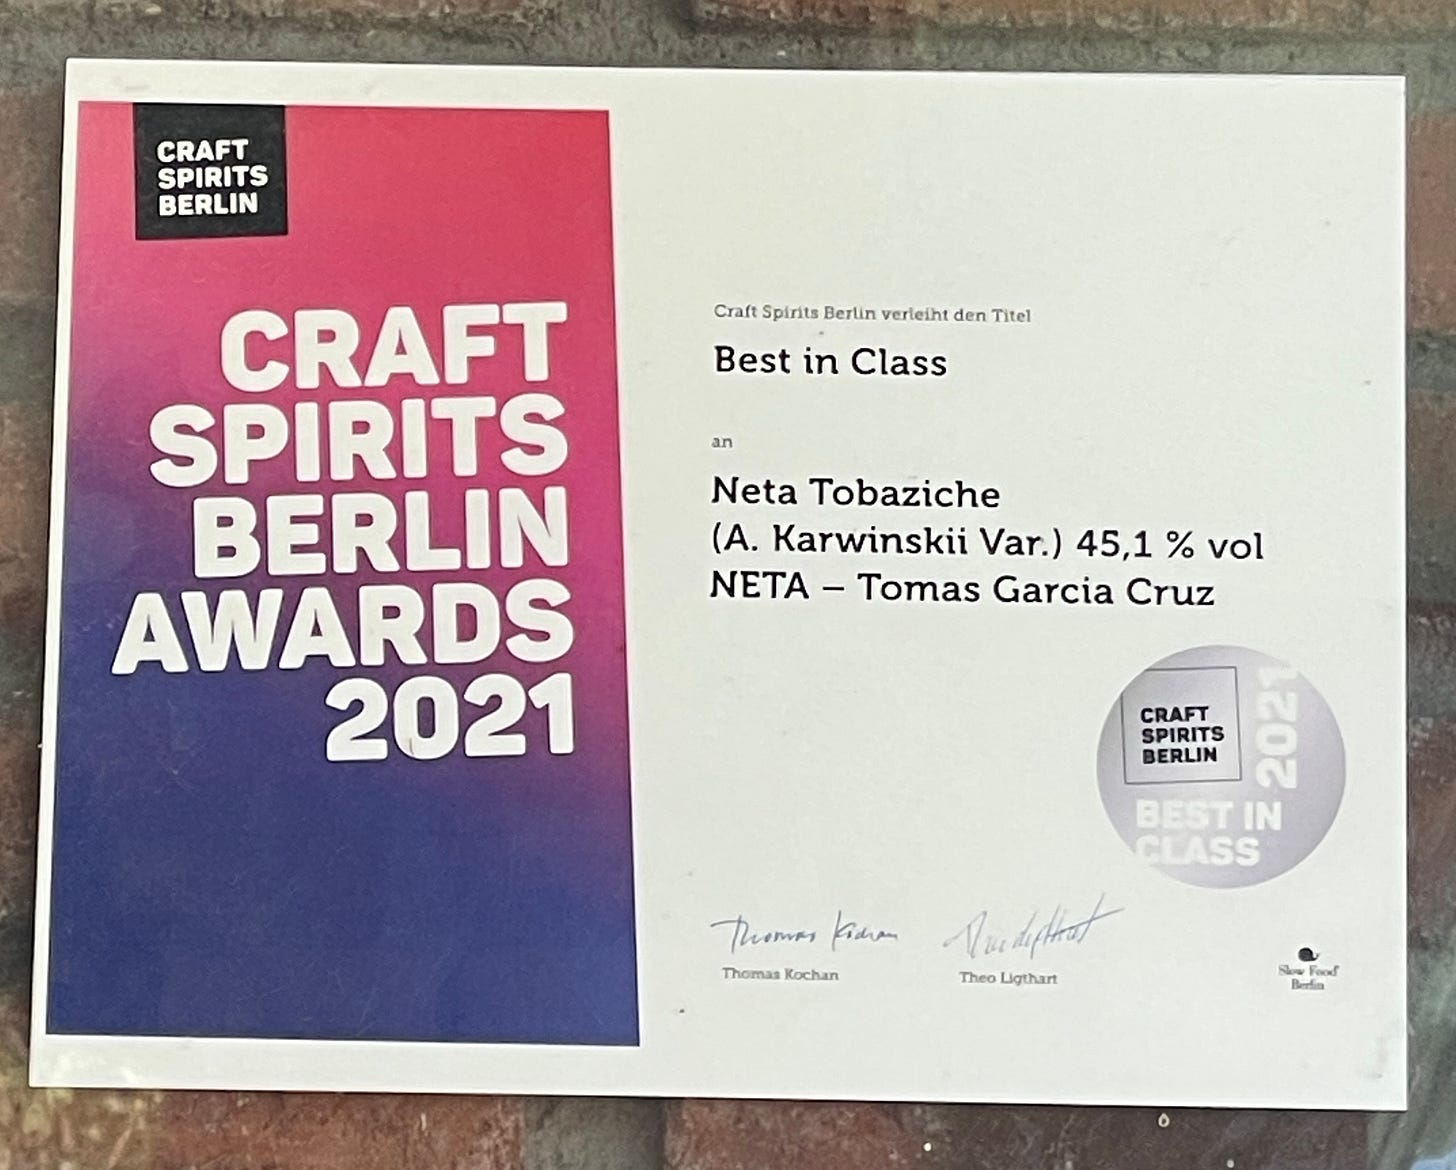 CRAFT
SPIRITS
BERLIN
CRAFT
SPIRITS
BERLIN
AWARDS
2021
Craft Spirits Berlin verleiht den Titel
Best in Class
an
Neta Tobaziche
(A. Karwinskii Var.) 45,1 % vol
NETA – Tomas Garcia Cruz
CRAFT
SPIRITS
BERLIN
2021
BEST IN
CLASS
Thomas Kochan
Thomas Kochan
Theo Ligthart
Slow Food
Berlin